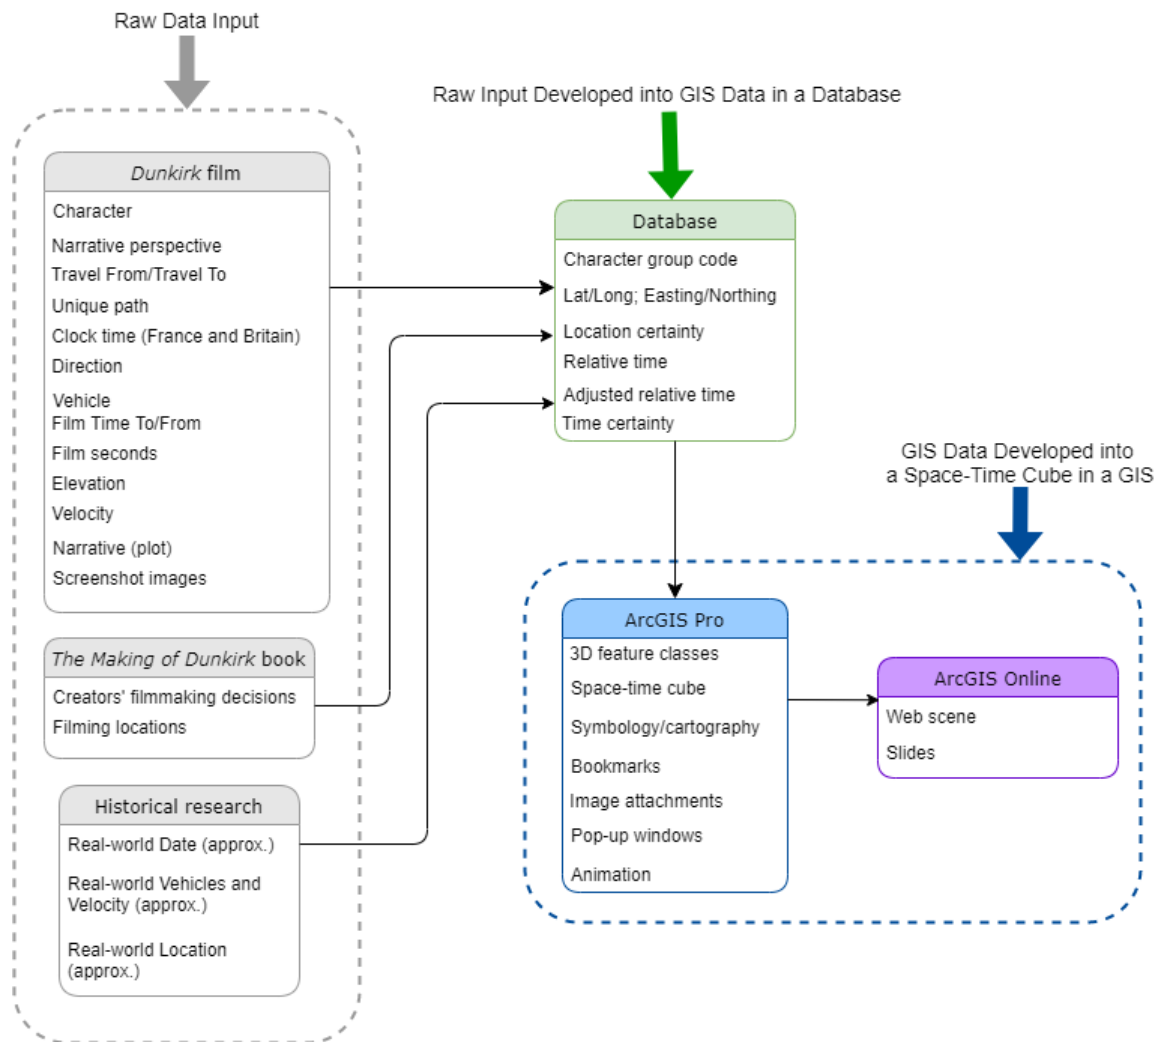 Raw Data Input
Raw Input Developed into GIS Data in a Database
Dunkirk film
Character
Narrative perspective
Travel From/Travel To
Unique path
Clock time (France and Britain)
Direction
Vehicle
Film Time To/From
Film seconds
Elevation
Velocity
Narrative (plot)
Screenshot images
The Making of Dunkirk book
Creators' filmmaking decisions
Filming locations
Historical research
Real-world Date (approx.)
Real-world Vehicles and
Velocity (approx.)
Real-world Location
(approx.)
Database
Character group code
Lat/Long; Easting/Northing
Location certainty
Relative time
Adjusted relative time
Time certainty
GIS Data Developed into
a Space-Time Cube in a GIS
ArcGIS Pro
3D feature classes
Space-time cube
Symbology/cartography
Bookmarks
Image attachments
Pop-up windows
Animation
ArcGIS Online
Web scene
Slides